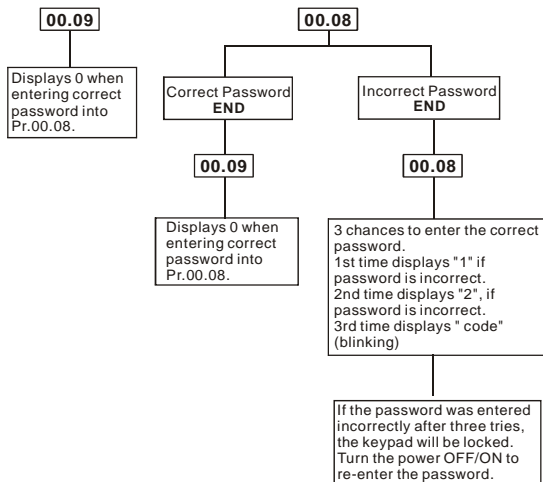 00.09
Displays 0 when
entering correct
password into
Pr.00.08.
00.08
Correct Password
END
00.09
Displays 0 when
entering correct
password into
Pr.00.08.
Incorrect Password
END
00.08
3 chances to enter the correct
password.
1st time displays "1" if
password is incorrect.
2nd time displays "2", if
password is incorrect.
3rd time displays " code"
(blinking)
If the password was entered
incorrectly after three tries,
the keypad will be locked.
Turn the power OFF/ON to
re-enter the password.